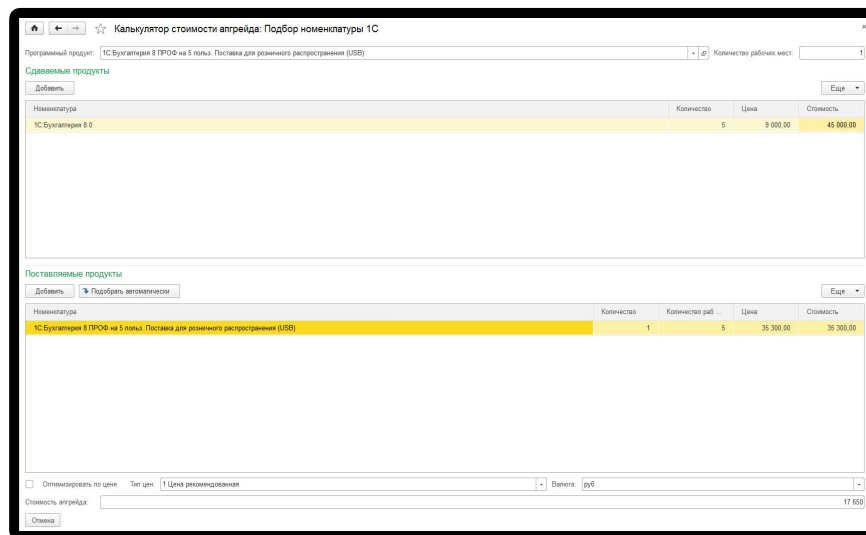 Калькулятор стоимости апгрейда: Подбор номенклатуры 1С
Программный продукт: 1С:Бухгалтерия 8 ПРОФ на 5 польз. Поставка для розничного распространения (USB) Количество рабочих мест: 1
Сдаваемые продукты
Добавить Еще
Номенклатура Количество Цена Стоимость
1С:Бухгалтерия 8.0 5 9 000,00 45 000,00
Поставляемые продукты
Добавить Подобрать автоматически Еще
Номенклатура Количество Количество раб ... Цена Стоимость
1С:Бухгалтерия 8 ПРОФ на 5 польз. Поставка для розничного распространения (USB) 1 5 35 300,00 35 300,00
Оптимизировать по цене Тип цен: 1 Цена рекомендованная Валюта: руб
Стоимость апгрейда: 17 650
Отмена